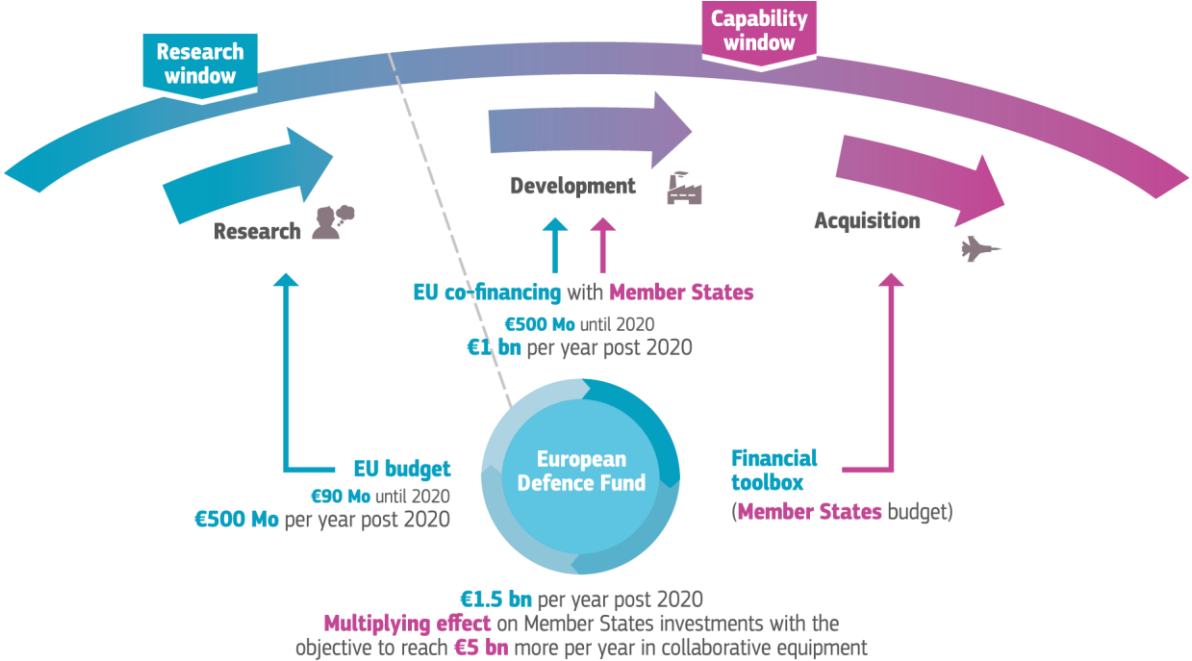 Research
window
Capability
window
Research
Development
Acquisition
EU co-financing with Member States
€500 Mo until 2020
€1 bn per year post 2020
EU budget
€90 Mo until 2020
€500 Mo per year post 2020
European
Defence Fund
Financial
toolbox
(Member States budget)
€1.5 bn per year post 2020
Multiplying effect on Member States investments with the
objective to reach €5 bn more per year in collaborative equipment